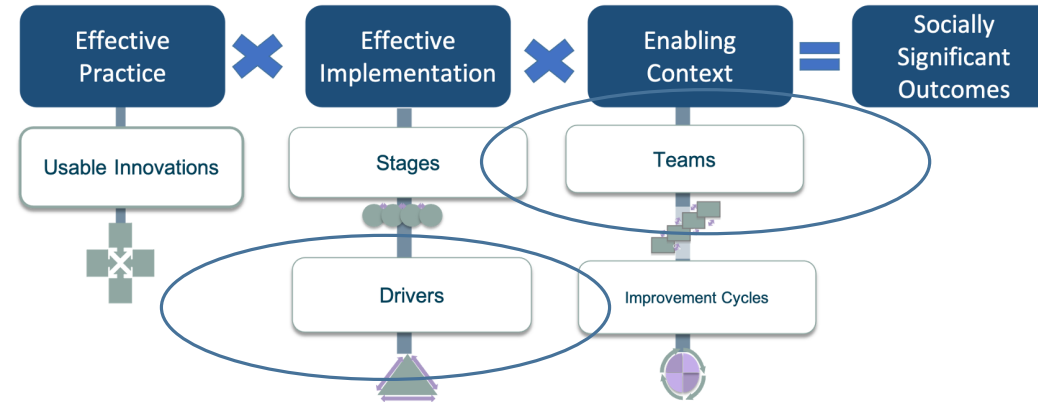 Effective
Practice
Effective
Implementation
Enabling
Context
Socially
Significant
Outcomes
Usable Innovations
Stages
Teams
Drivers
Improvement Cycles